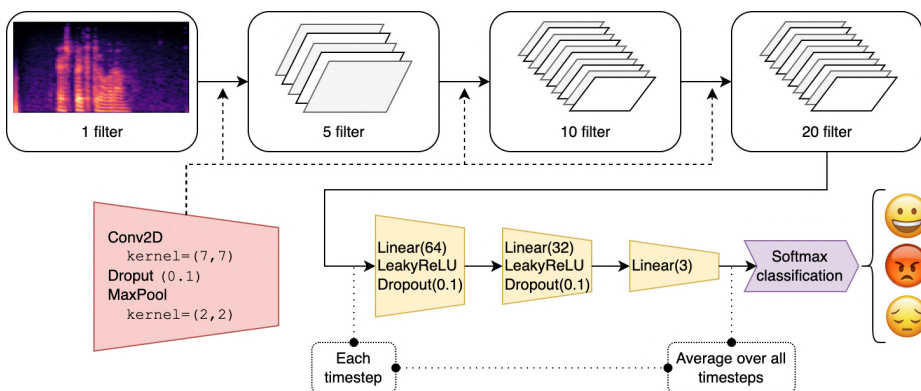 1 filter
5 filter
10 filter
20 filter
Conv2D
kernel=(7,7)
Droput (0.1)
MaxPool
kernel=(2,2)
Linear(64)
LeakyReLU
Dropout(0.1)
Linear(32)
LeakyReLU
Dropout(0.1)
Linear(3)
Softmax
classification
Each
timestep
Average over all
timesteps